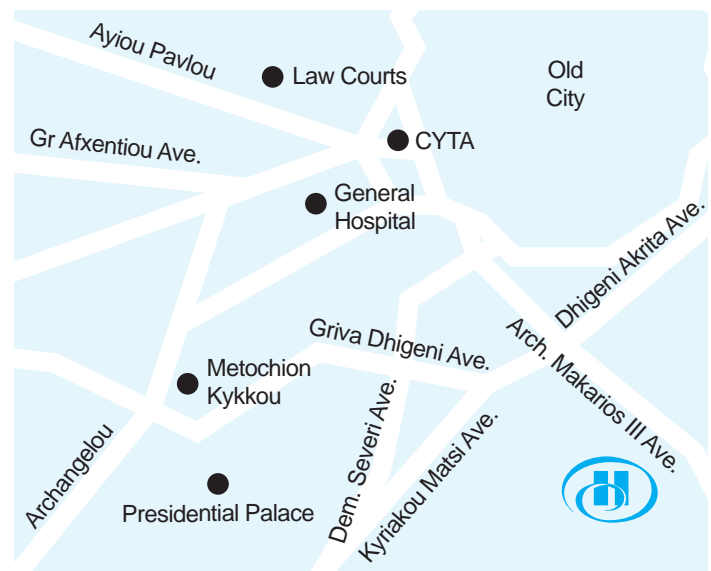 Ayiou Pavlou
Law Courts
Old
City
CYTA
Gr Afxentiou Ave.
General
Hospital
Dhigeni Akrita Ave.
Griva Dhigeni Ave.
Arch. Makarios III Ave.
Metochion
Kykkou
Dem. Severi Ave.
Kyriakou Matsi Ave.
Archangelou
Presidential Palace
H